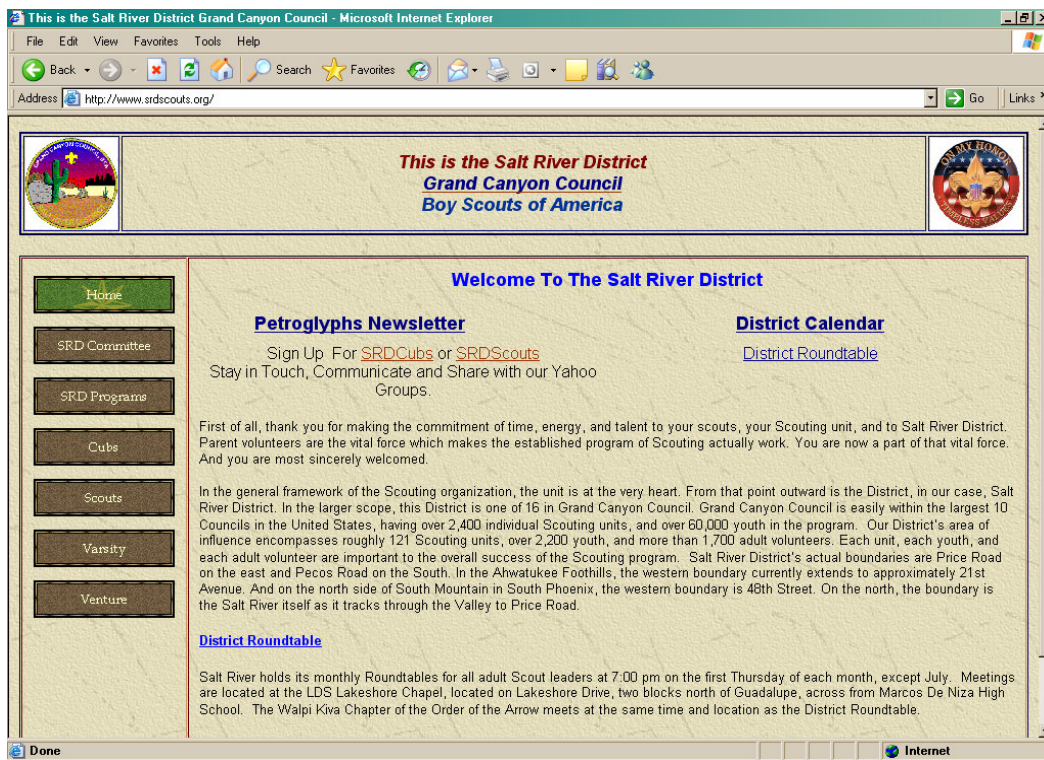 This is the Salt River District Grand Canyon Council - Microsoft Internet Explorer
File Edit View Favorites Tools Help
Back Search Favorites
Address http://www.srdscouts.org/ Go Links
This is the Salt River District
Grand Canyon Council
Boy Scouts of America
ON MY HONOR
TIMELESS VALUES
Home
SRD Committee
SRD Programs
Cubs
Scouts
Varsity
Venture
Welcome To The Salt River District
Petroglyphs Newsletter
Sign Up For SRDCubs or SRDScouts
Stay in Touch, Communicate and Share with our Yahoo
Groups.
District Calendar
District Roundtable
First of all, thank you for making the commitment of time, energy, and talent to your scouts, your Scouting unit, and to Salt River District.
Parent volunteers are the vital force which makes the established program of Scouting actually work. You are now a part of that vital force.
And you are most sincerely welcomed.
In the general framework of the Scouting organization, the unit is at the very heart. From that point outward is the District, in our case, Salt
River District. In the larger scope, this District is one of 16 in Grand Canyon Council. Grand Canyon Council is easily within the largest 10
Councils in the United States, having over 2,400 individual Scouting units, and over 60,000 youth in the program. Our District's area of
influence encompasses roughly 121 Scouting units, over 2,200 youth, and more than 1,700 adult volunteers. Each unit, each youth, and
each adult volunteer are important to the overall success of the Scouting program. Salt River District's actual boundaries are Price Road
on the east and Pecos Road on the South. In the Ahwatukee Foothills, the western boundary currently extends to approximately 21st
Avenue. And on the north side of South Mountain in South Phoenix, the western boundary is 48th Street. On the north, the boundary is
the Salt River itself as it tracks through the Valley to Price Road.
District Roundtable
Salt River holds its monthly Roundtables for all adult Scout leaders at 7:00 pm on the first Thursday of each month, except July. Meetings
are located at the LDS Lakeshore Chapel, located on Lakeshore Drive, two blocks north of Guadalupe, across from Marcos De Niza High
School. The Walpi Kiva Chapter of the Order of the Arrow meets at the same time and location as the District Roundtable.
Done Internet